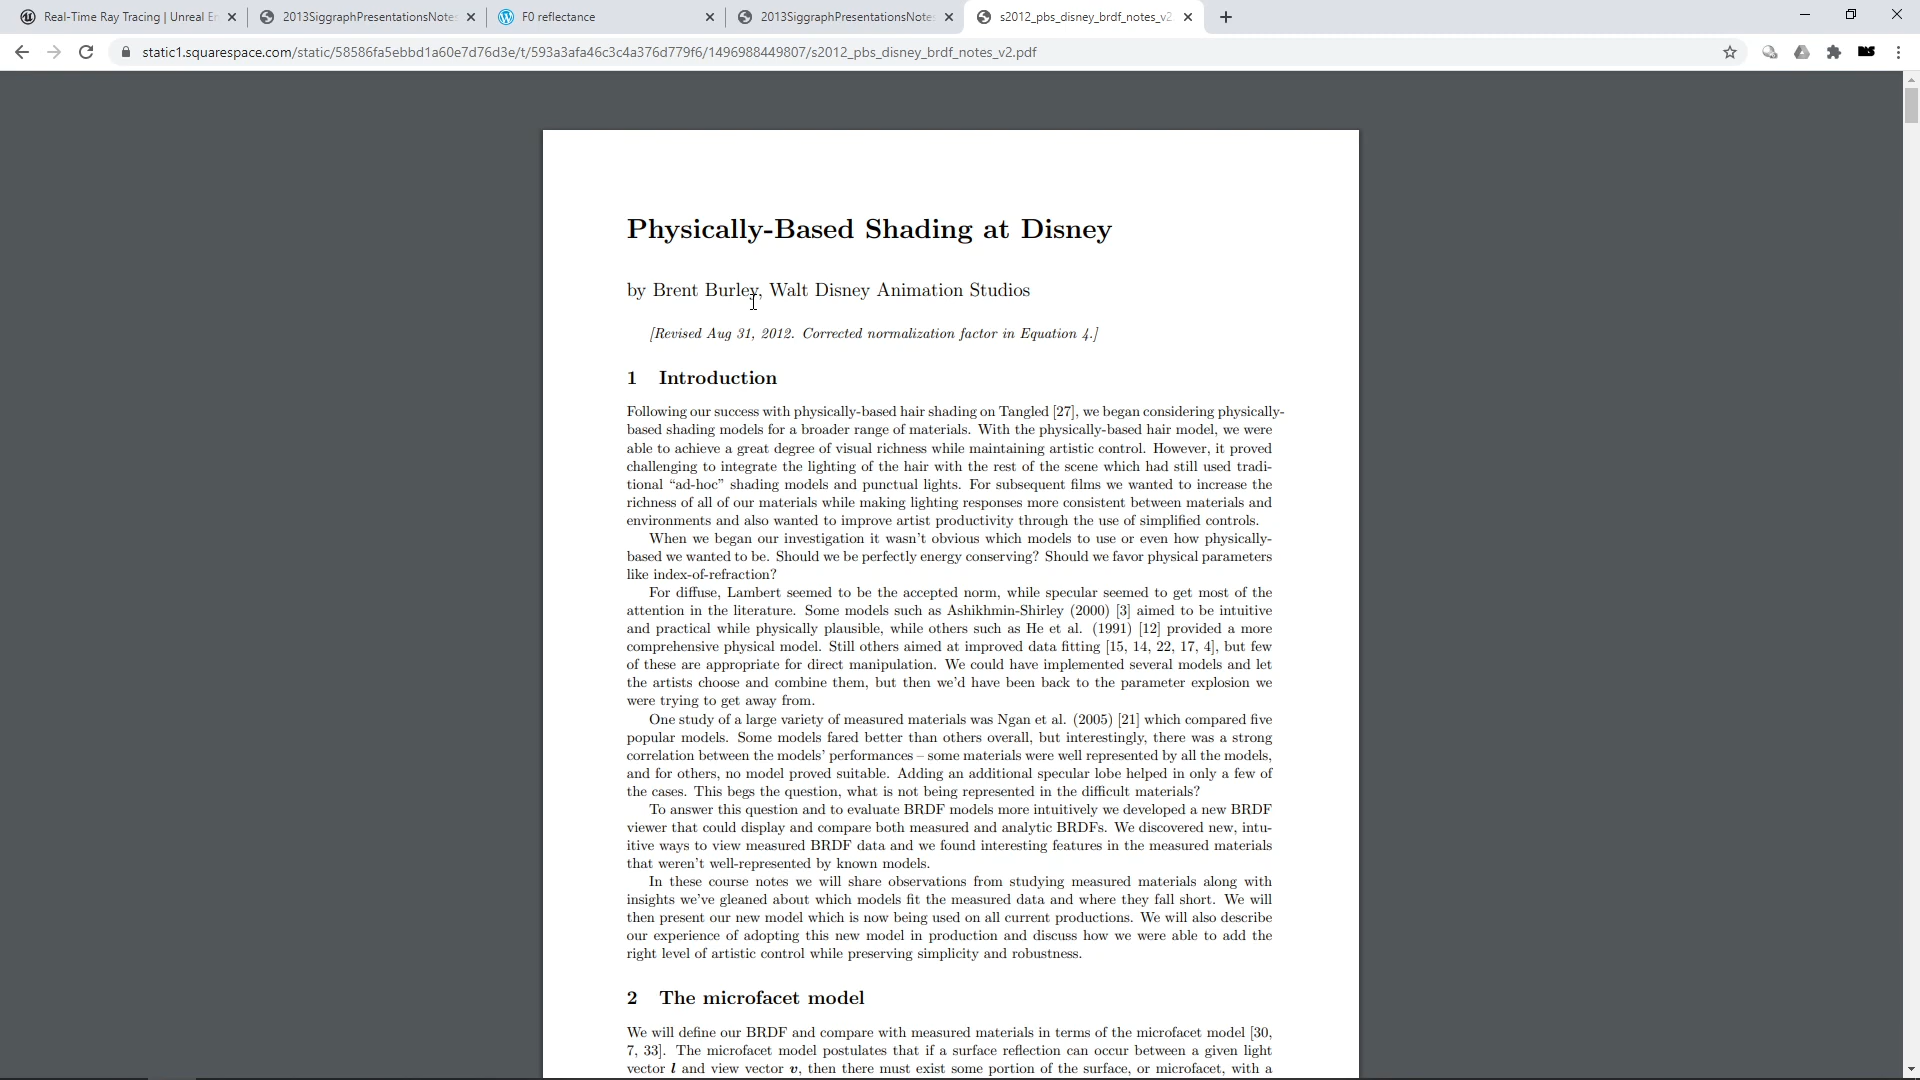 Real-Time Ray Tracing | Unreal En
2013SiggraphPresentationsNotes
F0 reflectance
2013SiggraphPresentationsNotes
s2012_pbs_disney_brdf_notes_v2
static1.squarespace.com/static/58586fa5ebbd1a60e7d76d3e/t/593a3afa46c3c4a376d779f6/1496988449807/s2012_pbs_disney_brdf_notes_v2.pdf
Physically-Based Shading at Disney
by Brent Burley, Walt Disney Animation Studios
[Revised Aug 31, 2012. Corrected normalization factor in Equation 4.]
1 Introduction
Following our success with physically-based hair shading on Tangled [27], we began considering physically-
based shading models for a broader range of materials. With the physically-based hair model, we were
able to achieve a great degree of visual richness while maintaining artistic control. However, it proved
challenging to integrate the lighting of the hair with the rest of the scene which had still used tradi-
tional “ad-hoc” shading models and punctual lights. For subsequent films we wanted to increase the
richness of all of our materials while making lighting responses more consistent between materials and
environments and also wanted to improve artist productivity through the use of simplified controls.
When we began our investigation it wasn’t obvious which models to use or even how physically-
based we wanted to be. Should we be perfectly energy conserving? Should we favor physical parameters
like index-of-refraction?
For diffuse, Lambert seemed to be the accepted norm, while specular seemed to get most of the
attention in the literature. Some models such as Ashikhmin-Shirley (2000) [3] aimed to be intuitive
and practical while physically plausible, while others such as He et al. (1991) [12] provided a more
comprehensive physical model. Still others aimed at improved data fitting [15, 14, 22, 17, 4], but few
of these are appropriate for direct manipulation. We could have implemented several models and let
the artists choose and combine them, but then we’d have been back to the parameter explosion we
were trying to get away from.
One study of a large variety of measured materials was Ngan et al. (2005) [21] which compared five
popular models. Some models fared better than others overall, but interestingly, there was a strong
correlation between the models’ performances – some materials were well represented by all the models,
and for others, no model proved suitable. Adding an additional specular lobe helped in only a few of
the cases. This begs the question, what is not being represented in the difficult materials?
To answer this question and to evaluate BRDF models more intuitively we developed a new BRDF
viewer that could display and compare both measured and analytic BRDFs. We discovered new, intu-
itive ways to view measured BRDF data and we found interesting features in the measured materials
that weren’t well-represented by known models.
In these course notes we will share observations from studying measured materials along with
insights we’ve gleaned about which models fit the measured data and where they fall short. We will
then present our new model which is now being used on all current productions. We will also describe
our experience of adopting this new model in production and discuss how we were able to add the
right level of artistic control while preserving simplicity and robustness.
2 The microfacet model
We will define our BRDF and compare with measured materials in terms of the microfacet model [30,
7, 33]. The microfacet model postulates that if a surface reflection can occur between a given light
vector l and view vector v, then there must exist some portion of the surface, or microfacet, with a